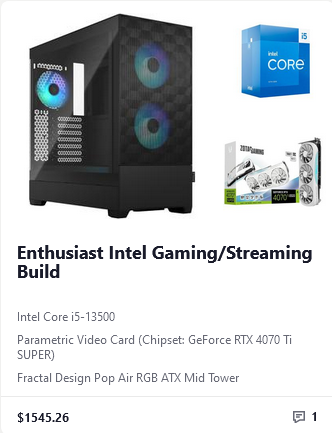 intel
i5
intel
CORE
ZOTAC GAMING
Enthusiast Intel Gaming/Streaming
Build
Intel Core i5-13500
Parametric Video Card (Chipset: GeForce RTX 4070 Ti
SUPER)
Fractal Design Pop Air RGB ATX Mid Tower
$1545.26
1